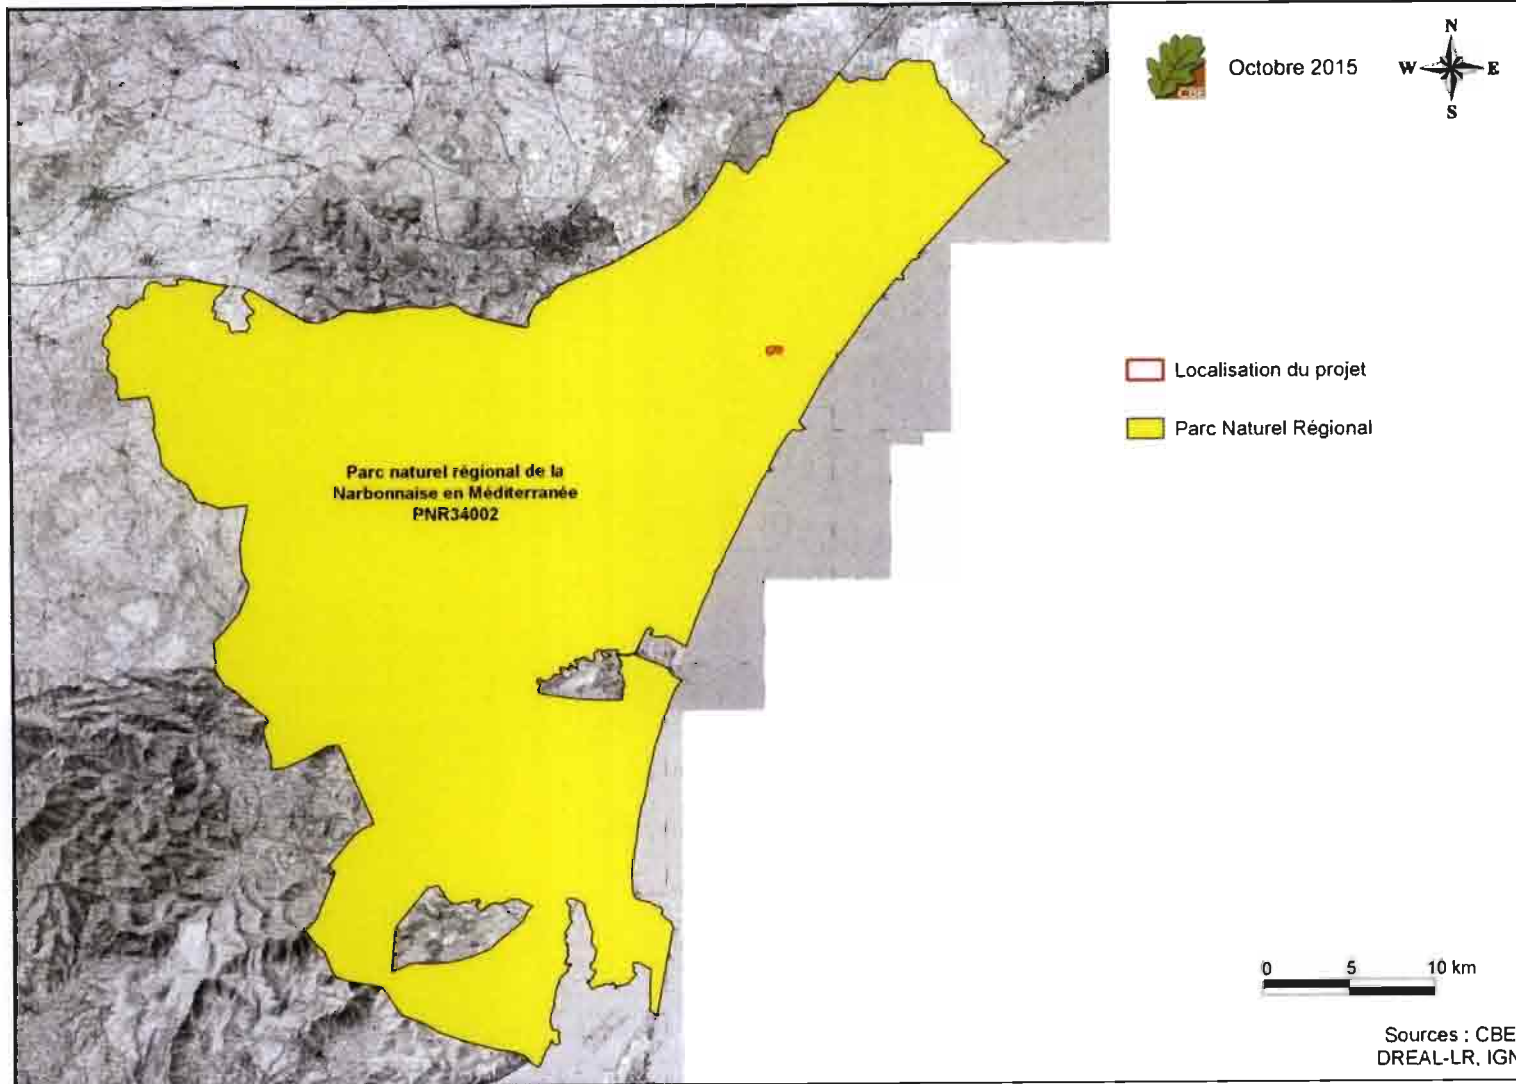 N
Octobre 2015
W E
CBE
S
Localisation du projet
Parc Naturel Régional
Parc naturel régional de la
Narbonnaise en Méditerranée
PNR34002
0 5 10 km
Sources : CBE
DREAL-LR, IGN